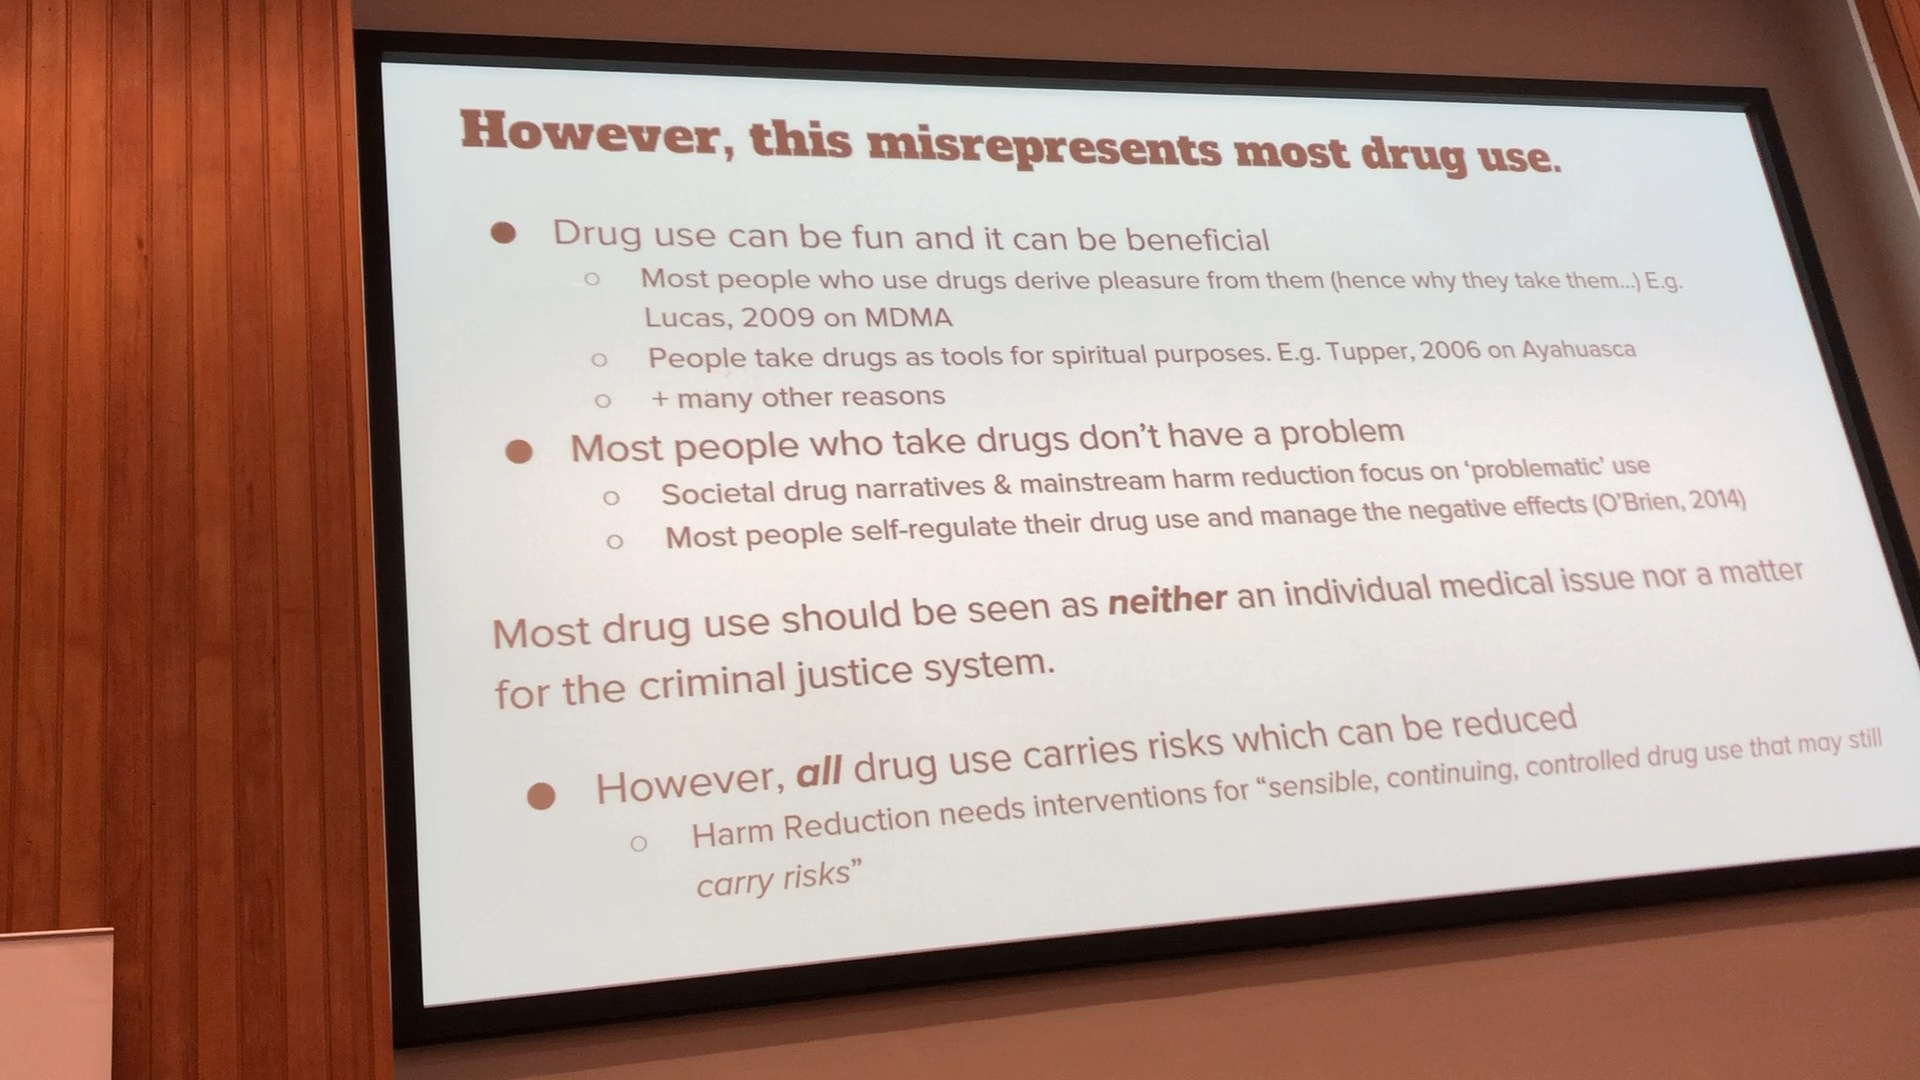 However, this misrepresents most drug use.
● Drug use can be fun and it can be beneficial
○ Most people who use drugs derive pleasure from them (hence why they take them...) E.g.
Lucas, 2009 on MDMA
○ People take drugs as tools for spiritual purposes. E.g. Tupper, 2006 on Ayahuasca
○ + many other reasons
● Most people who take drugs don’t have a problem
○ Societal drug narratives & mainstream harm reduction focus on ‘problematic’ use
○ Most people self-regulate their drug use and manage the negative effects (O’Brien, 2014)
Most drug use should be seen as neither an individual medical issue nor a matter
for the criminal justice system.
● However, all drug use carries risks which can be reduced
○ Harm Reduction needs interventions for “sensible, continuing, controlled drug use that may still
carry risks”